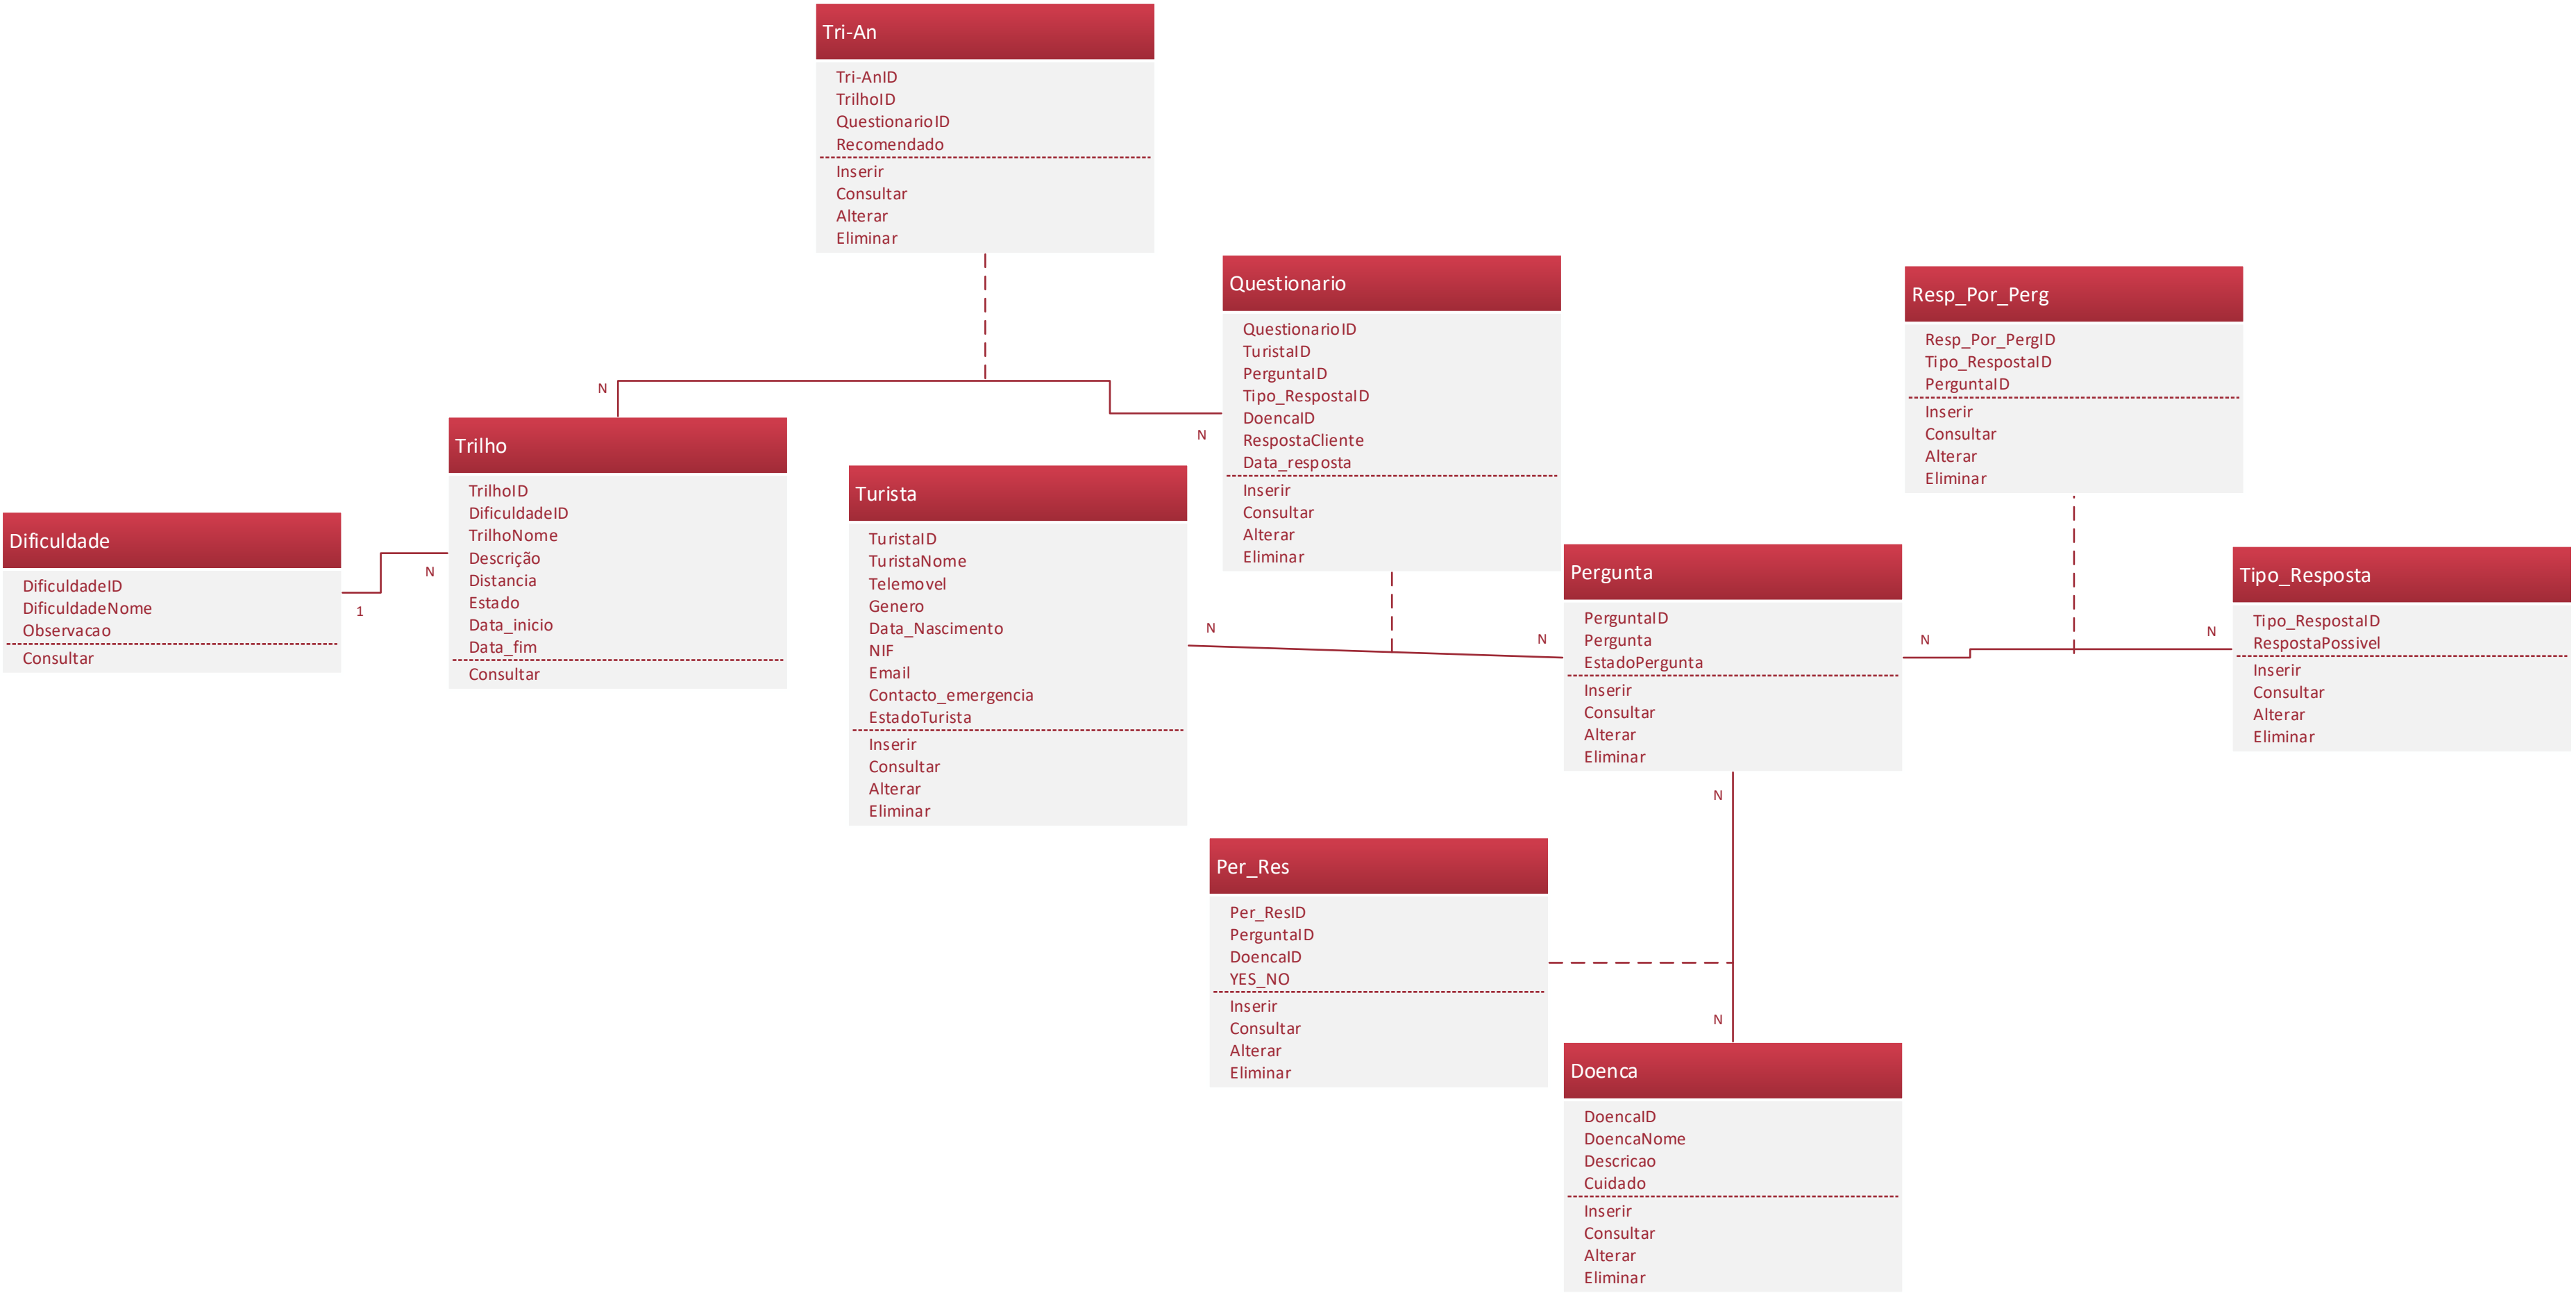 Tri-An
Tri-AnID
TrilhoID
QuestionarioID
Recomendado
Inserir
Consultar
Alterar
Eliminar
Questionario
QuestionarioID
TuristaID
PerguntaID
Tipo_RespostaID
DoencaID
RespostaCliente
Data_resposta
Inserir
Consultar
Alterar
Eliminar
Resp_Por_Perg
Resp_Por_PergID
Tipo_RespostaID
PerguntaID
Inserir
Consultar
Alterar
Eliminar
N
N
Trilho
TrilhoID
DificuldadeID
TrilhoNome
Descrição
Distancia
Estado
Data_inicio
Data_fim
Consultar
Turista
TuristaID
TuristaNome
Telemovel
Genero
Data_Nascimento
NIF
Email
Contacto_emergencia
EstadoTurista
Inserir
Consultar
Alterar
Eliminar
Dificuldade
DificuldadeID
DificuldadeNome
Observacao
Consultar
1
N
N
N
Pergunta
PerguntaID
Pergunta
EstadoPergunta
Inserir
Consultar
Alterar
Eliminar
N
N
Tipo_Resposta
Tipo_RespostaID
RespostaPossivel
Inserir
Consultar
Alterar
Eliminar
N
Per_Res
Per_ResID
PerguntaID
DoencaID
YES_NO
Inserir
Consultar
Alterar
Eliminar
N
Doenca
DoencaID
DoencaNome
Descricao
Cuidado
Inserir
Consultar
Alterar
Eliminar